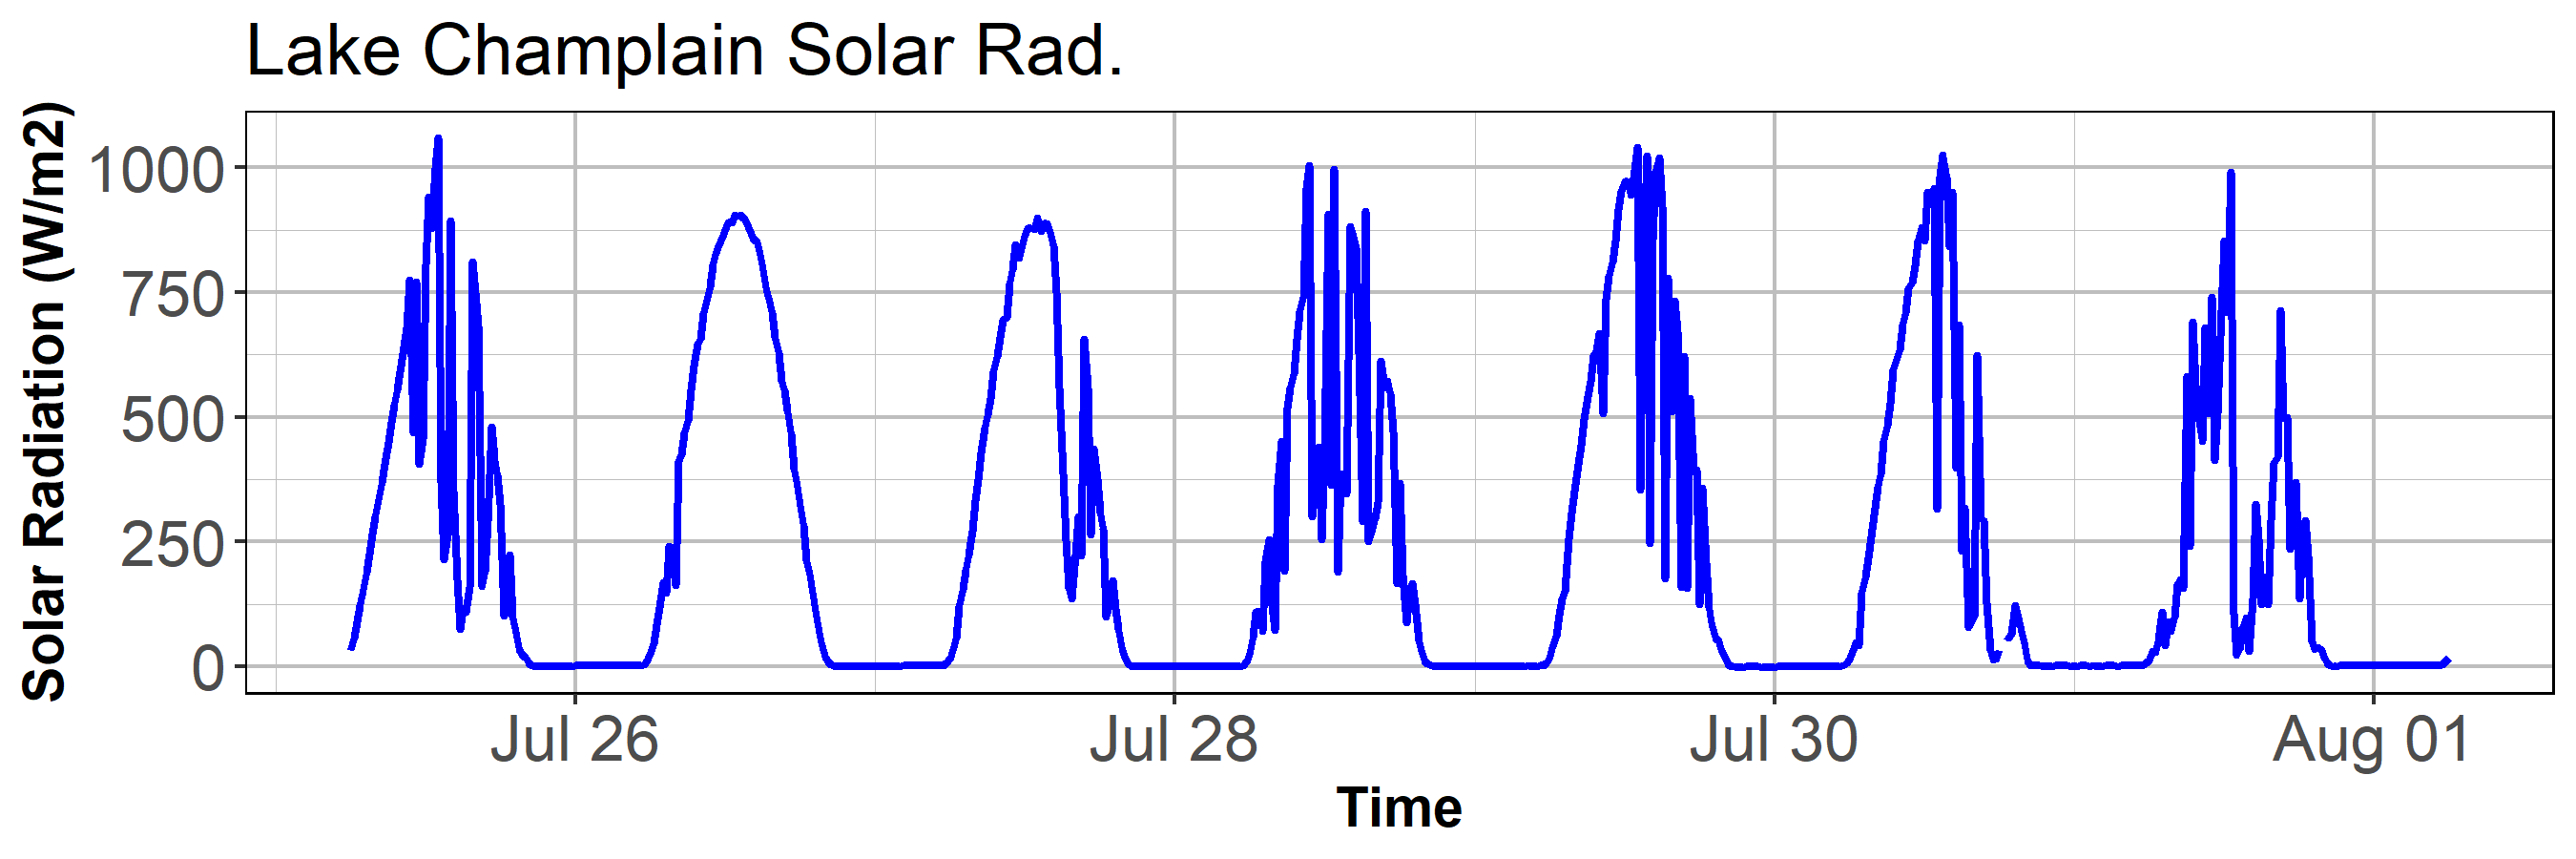 Lake Champlain Solar Rad.
Solar Radiation (W/m2)
1000
750
500
250
0
Jul 26
Jul 28
Jul 30
Aug 01
Time